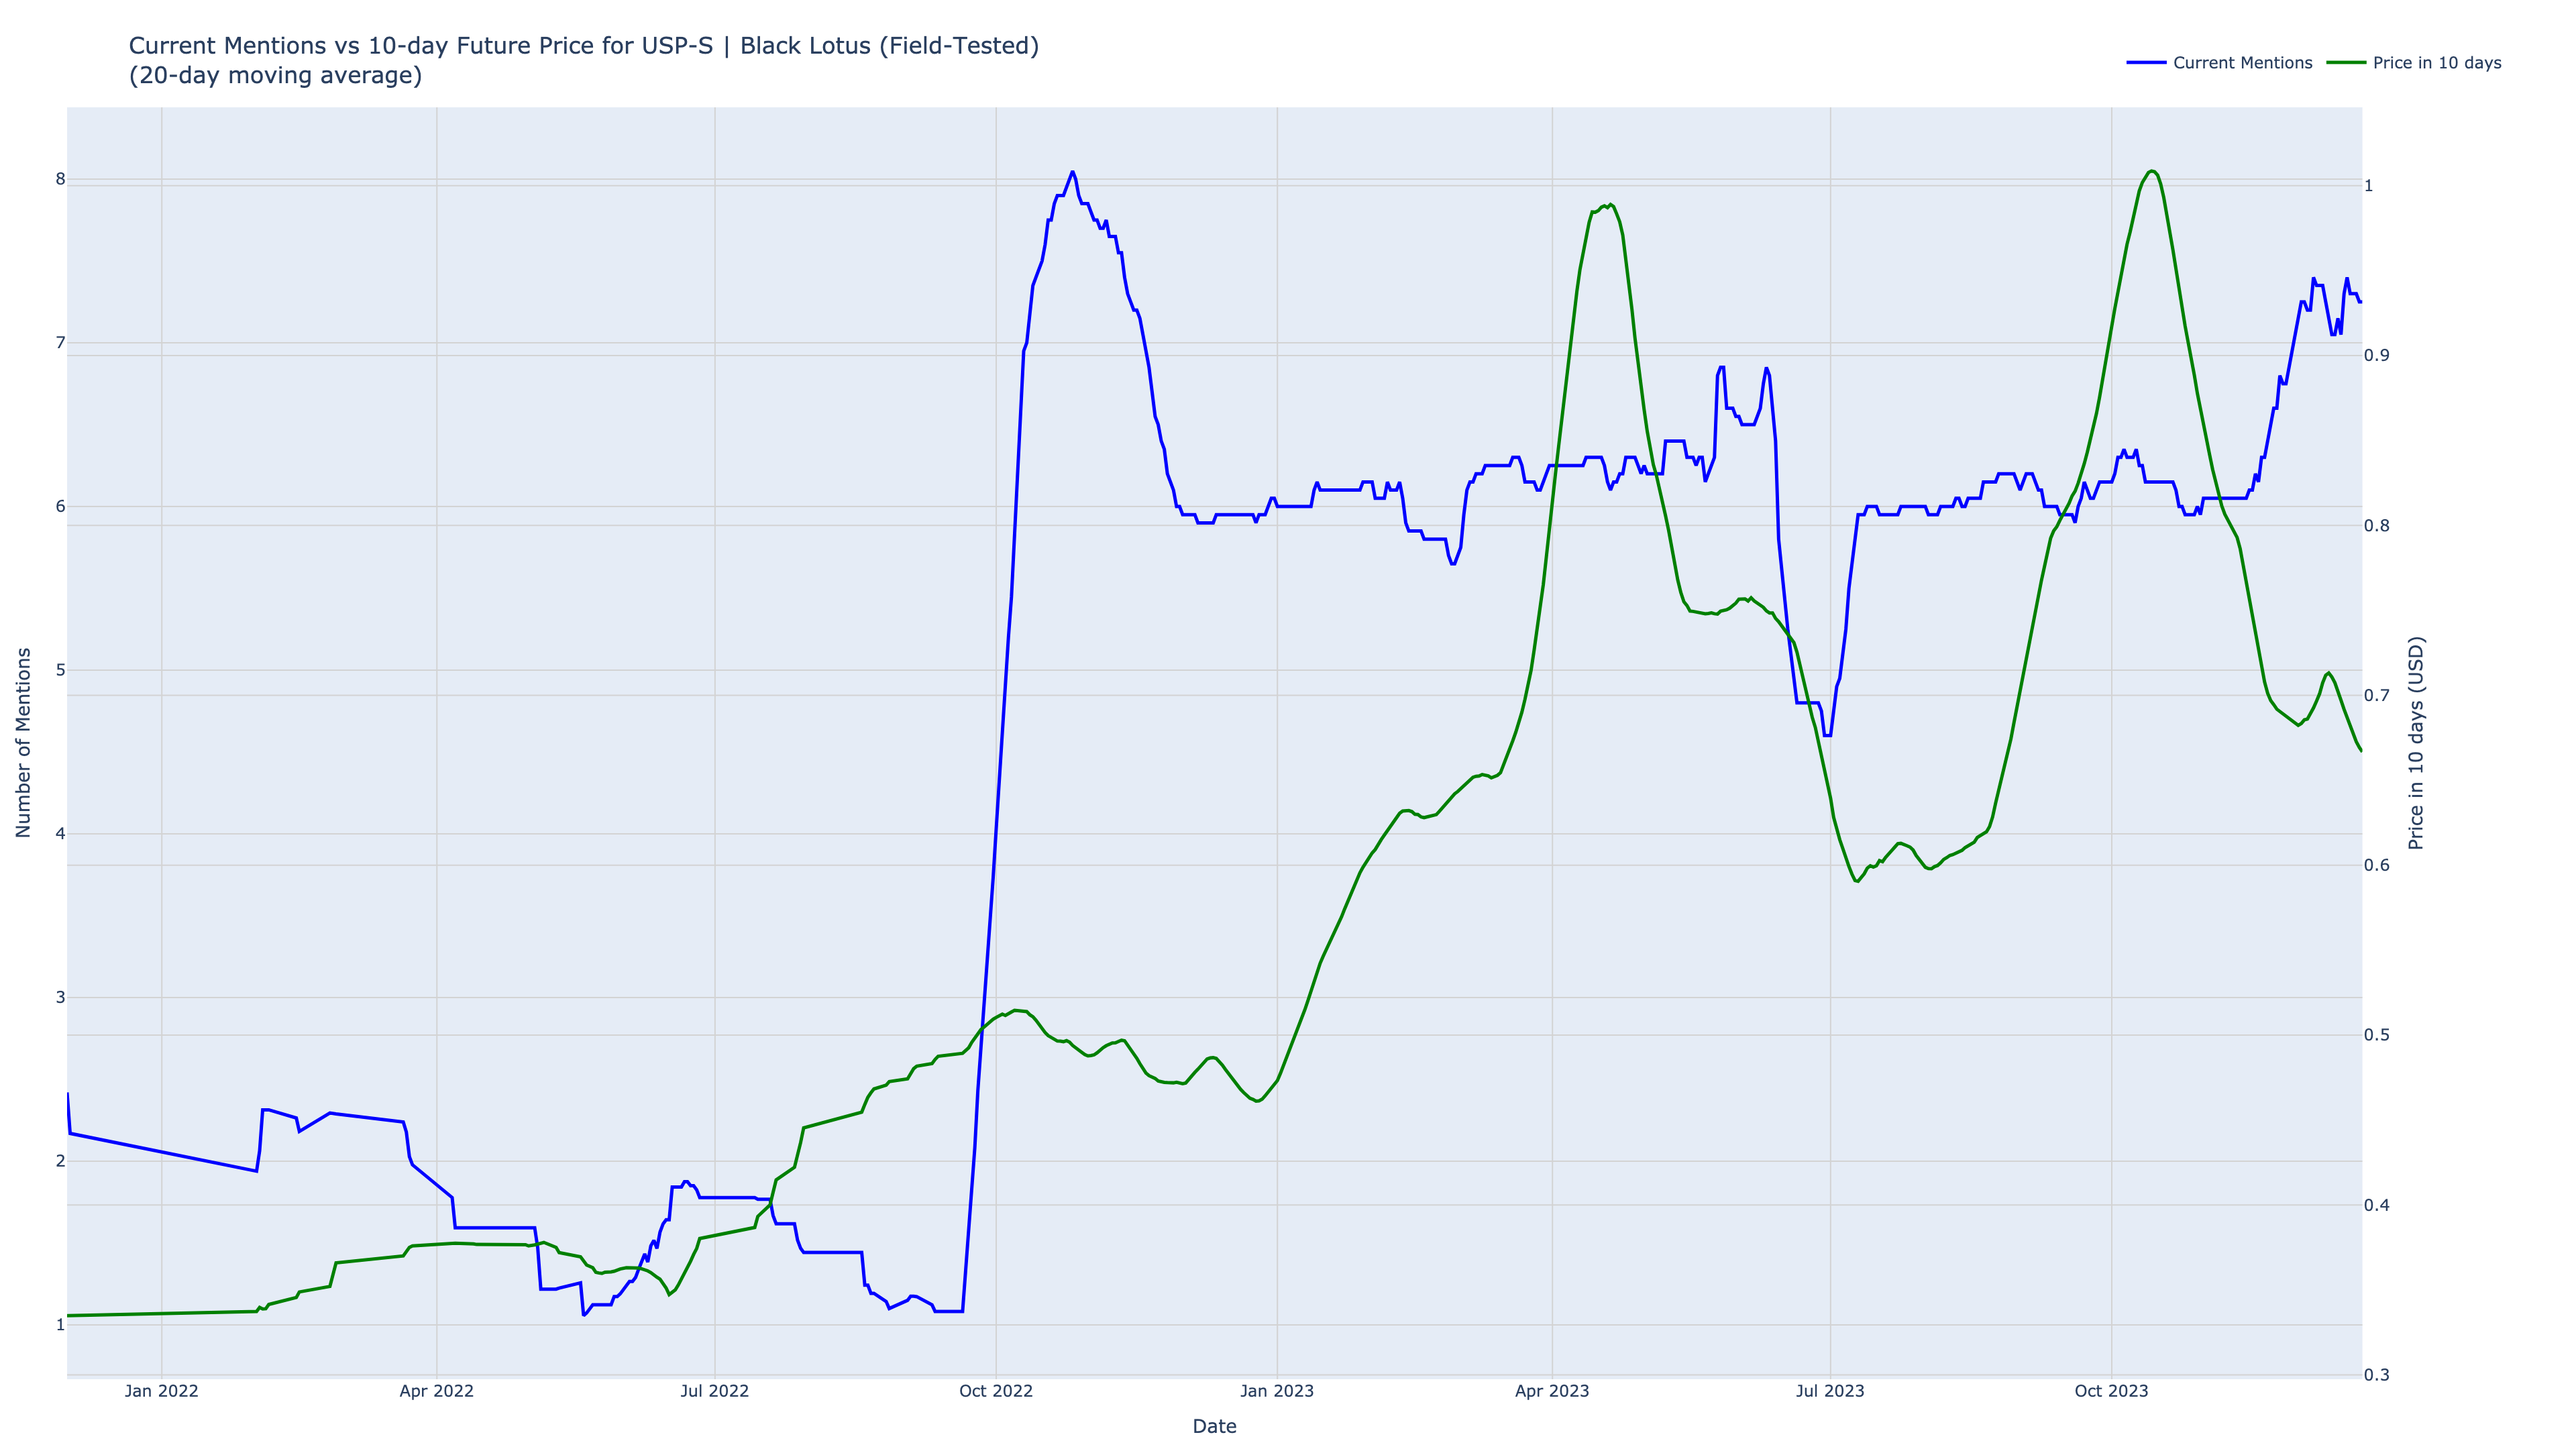 Current Mentions vs 10-day Future Price for USP-S | Black Lotus (Field-Tested)
(20-day moving average)
Current Mentions
Price in 10 days
8
7
6
5
4
3
2
1
Number of Mentions
1
0.9
0.8
0.7
0.6
0.5
0.4
0.3
Price in 10 days (USD)
Jan 2022
Apr 2022
Jul 2022
Oct 2022
Jan 2023
Apr 2023
Jul 2023
Oct 2023
Date